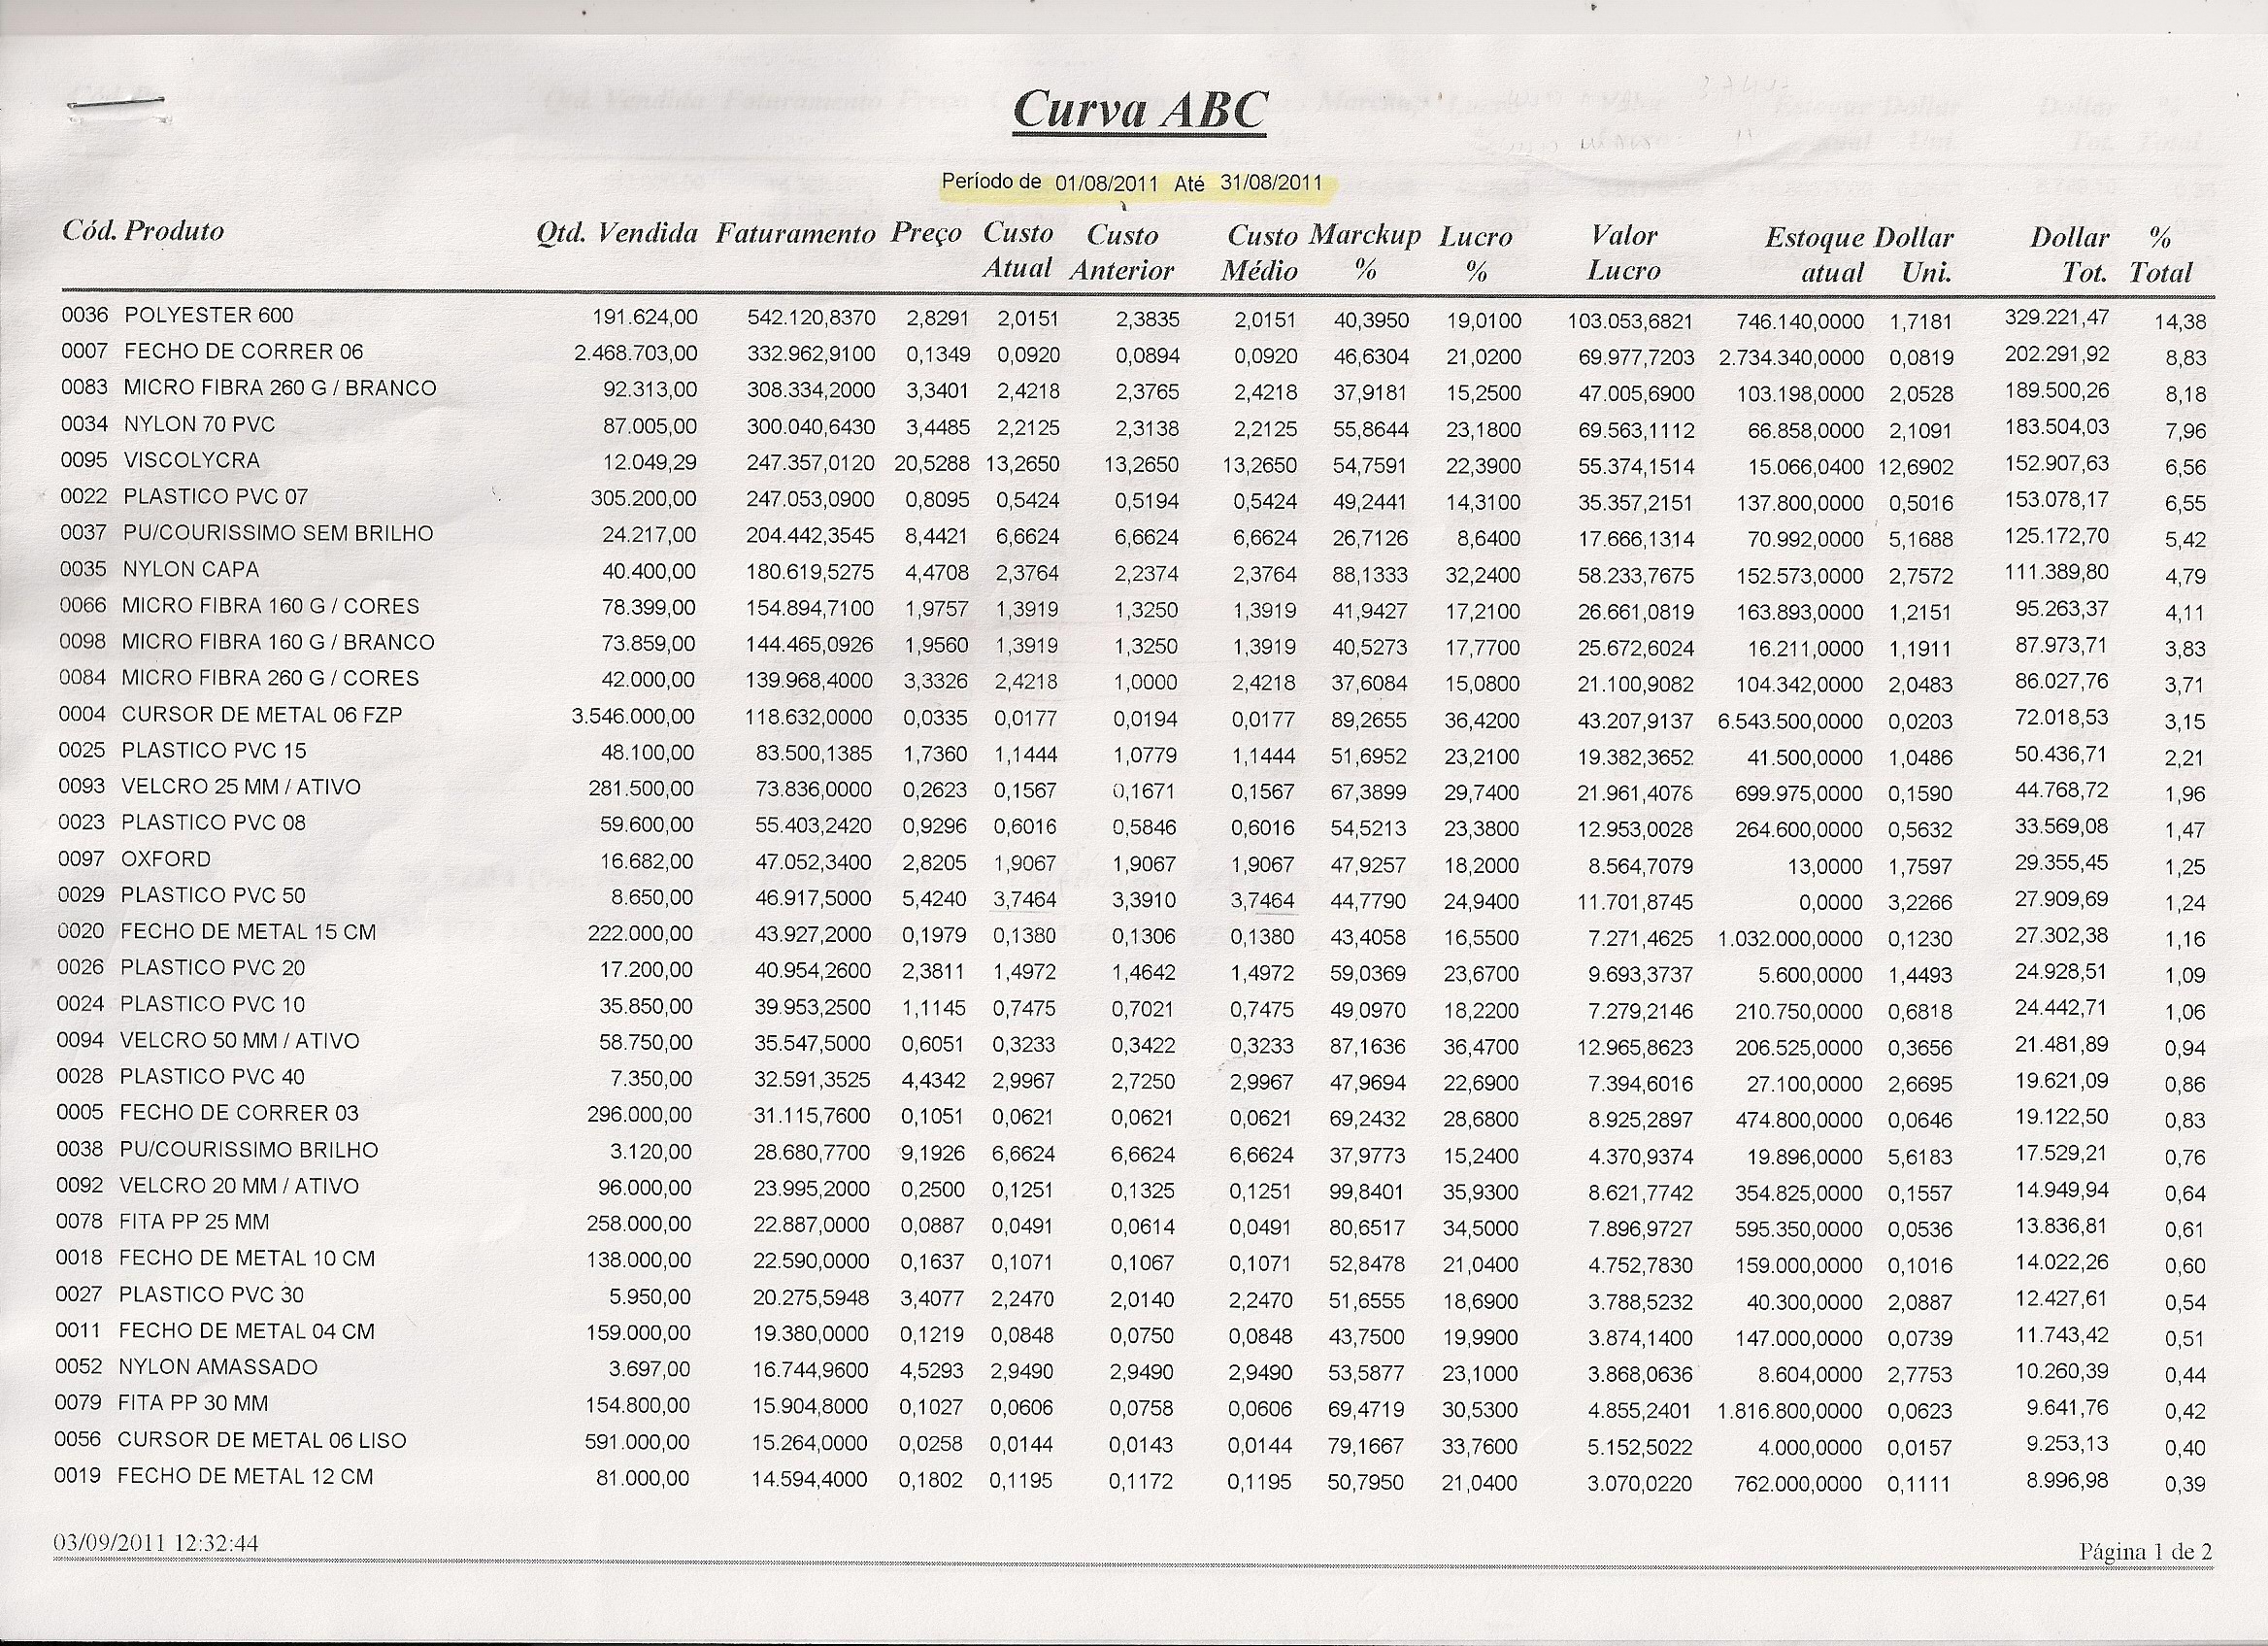 Curva ABC
Período de 01/08/2011 Até 31/08/2011
Cód. Produto Qtd. Vendida Faturamento Preço Custo Custo Custo Marckup Lucro Valor Estoque Dollar Dollar %
Atual Anterior Médio % % Lucro atual Uni. Tot. Total
0036 POLYESTER 600 191.624,00 542.120,8370 2,8291 2,0151 2,3835 2,0151 40,3950 19,0100 103.053,6821 746.140,0000 1,7181 329.221,47 14,38
0007 FECHO DE CORRER 06 2.468.703,00 332.962,9100 0,1349 0,0920 0,0894 0,0920 46,6304 21,0200 69.977,7203 2.734.340,0000 0,0819 202.291,92 8,83
0083 MICRO FIBRA 260 G / BRANCO 92.313,00 308.334,2000 3,3401 2,4218 2,3765 2,4218 37,9181 15,2500 47.005,6900 103.198,0000 2,0528 189.500,26 8,18
0034 NYLON 70 PVC 87.005,00 300.040,6430 3,4485 2,2125 2,3138 2,2125 55,8644 23,1800 69.563,1112 66.858,0000 2,1091 183.504,03 7,96
0095 VISCOLYCRA 12.049,29 247.357,0120 20,5288 13,2650 13,2650 13,2650 54,7591 22,3900 55.374,1514 15.066,0400 12,6902 152.907,63 6,56
0022 PLASTICO PVC 07 305.200,00 247.053,0900 0,8095 0,5424 0,5194 0,5424 49,2441 14,3100 35.357,2151 137.800,0000 0,5016 153.078,17 6,55
0037 PU/COURISSIMO SEM BRILHO 24.217,00 204.442,3545 8,4421 6,6624 6,6624 6,6624 26,7126 8,6400 17.666,1314 70.992,0000 5,1688 125.172,70 5,42
0035 NYLON CAPA 40.400,00 180.619,5275 4,4708 2,3764 2,2374 2,3764 88,1333 32,2400 58.233,7675 152.573,0000 2,7572 111.389,80 4,79
0066 MICRO FIBRA 160 G / CORES 78.399,00 154.894,7100 1,9757 1,3919 1,3250 1,3919 41,9427 17,2100 26.661,0819 163.893,0000 1,2151 95.263,37 4,11
0098 MICRO FIBRA 160 G / BRANCO 73.859,00 144.465,0926 1,9560 1,3919 1,3250 1,3919 40,5273 17,7700 25.672,6024 16.211,0000 1,1911 87.973,71 3,83
0084 MICRO FIBRA 260 G / CORES 42.000,00 139.968,4000 3,3326 2,4218 1,0000 2,4218 37,6084 15,0800 21.100,9082 104.342,0000 2,0483 86.027,76 3,71
0004 CURSOR DE METAL 06 FZP 3.546.000,00 118.632,0000 0,0335 0,0177 0,0194 0,0177 89,2655 36,4200 43.207,9137 6.543.500,0000 0,0203 72.018,53 3,15
0025 PLASTICO PVC 15 48.100,00 83.500,1385 1,7360 1,1444 1,0779 1,1444 51,6952 23,2100 19.382,3652 41.500,0000 1,0486 50.436,71 2,21
0093 VELCRO 25 MM / ATIVO 281.500,00 73.836,0000 0,2623 0,1567 0,1671 0,1567 67,3899 29,7400 21.961,4078 699.975,0000 0,1590 44.768,72 1,96
0023 PLASTICO PVC 08 59.600,00 55.403,2420 0,9296 0,6016 0,5846 0,6016 54,5213 23,3800 12.953,0028 264.600,0000 0,5632 33.569,08 1,47
0097 OXFORD 16.682,00 47.052,3400 2,8205 1,9067 1,9067 1,9067 47,9257 18,2000 8.564,7079 13,0000 1,7597 29.355,45 1,25
0029 PLASTICO PVC 50 8.650,00 46.917,5000 5,4240 3,7464 3,3910 3,7464 44,7790 24,9400 11.701,8745 0,0000 3,2266 27.909,69 1,24
0020 FECHO DE METAL 15 CM 222.000,00 43.927,2000 0,1979 0,1380 0,1306 0,1380 43,4058 16,5500 7.271,4625 1.032.000,0000 0,1230 27.302,38 1,16
0026 PLASTICO PVC 20 17.200,00 40.954,2600 2,3811 1,4972 1,4642 1,4972 59,0369 23,6700 9.693,3737 5.600,0000 1,4493 24.928,51 1,09
0024 PLASTICO PVC 10 35.850,00 39.953,2500 1,1145 0,7475 0,7021 0,7475 49,0970 18,2200 7.279,2146 210.750,0000 0,6818 24.442,71 1,06
0094 VELCRO 50 MM / ATIVO 58.750,00 35.547,5000 0,6051 0,3233 0,3422 0,3233 87,1636 36,4700 12.965,8623 206.525,0000 0,3656 21.481,89 0,94
0028 PLASTICO PVC 40 7.350,00 32.591,3525 4,4342 2,9967 2,7250 2,9967 47,9694 22,6900 7.394,6016 27.100,0000 2,6695 19.621,09 0,86
0005 FECHO DE CORRER 03 296.000,00 31.115,7600 0,1051 0,0621 0,0621 0,0621 69,2432 28,6800 8.925,2897 474.800,0000 0,0646 19.122,50 0,83
0038 PU/COURISSIMO BRILHO 3.120,00 28.680,7700 9,1926 6,6624 6,6624 6,6624 37,9773 15,2400 4.370,9374 19.896,0000 5,6183 17.529,21 0,76
0092 VELCRO 20 MM / ATIVO 96.000,00 23.995,2000 0,2500 0,1251 0,1325 0,1251 99,8401 35,9300 8.621,7742 354.825,0000 0,1557 14.949,94 0,64
0078 FITA PP 25 MM 258.000,00 22.887,0000 0,0887 0,0491 0,0614 0,0491 80,6517 34,5000 7.896,9727 595.350,0000 0,0536 13.836,81 0,61
0018 FECHO DE METAL 10 CM 138.000,00 22.590,0000 0,1637 0,1071 0,1067 0,1071 52,8478 21,0400 4.752,7830 159.000,0000 0,1016 14.022,26 0,60
0027 PLASTICO PVC 30 5.950,00 20.275,5948 3,4077 2,2470 2,0140 2,2470 51,6555 18,6900 3.788,5232 40.300,0000 2,0887 12.427,61 0,54
0011 FECHO DE METAL 04 CM 159.000,00 19.380,0000 0,1219 0,0848 0,0750 0,0848 43,7500 19,9900 3.874,1400 147.000,0000 0,0739 11.743,42 0,51
0052 NYLON AMASSADO 3.697,00 16.744,9600 4,5293 2,9490 2,9490 2,9490 53,5877 23,1000 3.868,0636 8.604,0000 2,7753 10.260,39 0,44
0079 FITA PP 30 MM 154.800,00 15.904,8000 0,1027 0,0606 0,0758 0,0606 69,4719 30,5300 4.855,2401 1.816.800,0000 0,0623 9.641,76 0,42
0056 CURSOR DE METAL 06 LISO 591.000,00 15.264,0000 0,0258 0,0144 0,0143 0,0144 79,1667 33,7600 5.152,5022 4.000,0000 0,0157 9.253,13 0,40
0019 FECHO DE METAL 12 CM 81.000,00 14.594,4000 0,1802 0,1195 0,1172 0,1195 50,7950 21,0400 3.070,0220 762.000,0000 0,1111 8.996,98 0,39
03/09/2011 12:32:44
Página 1 de 2